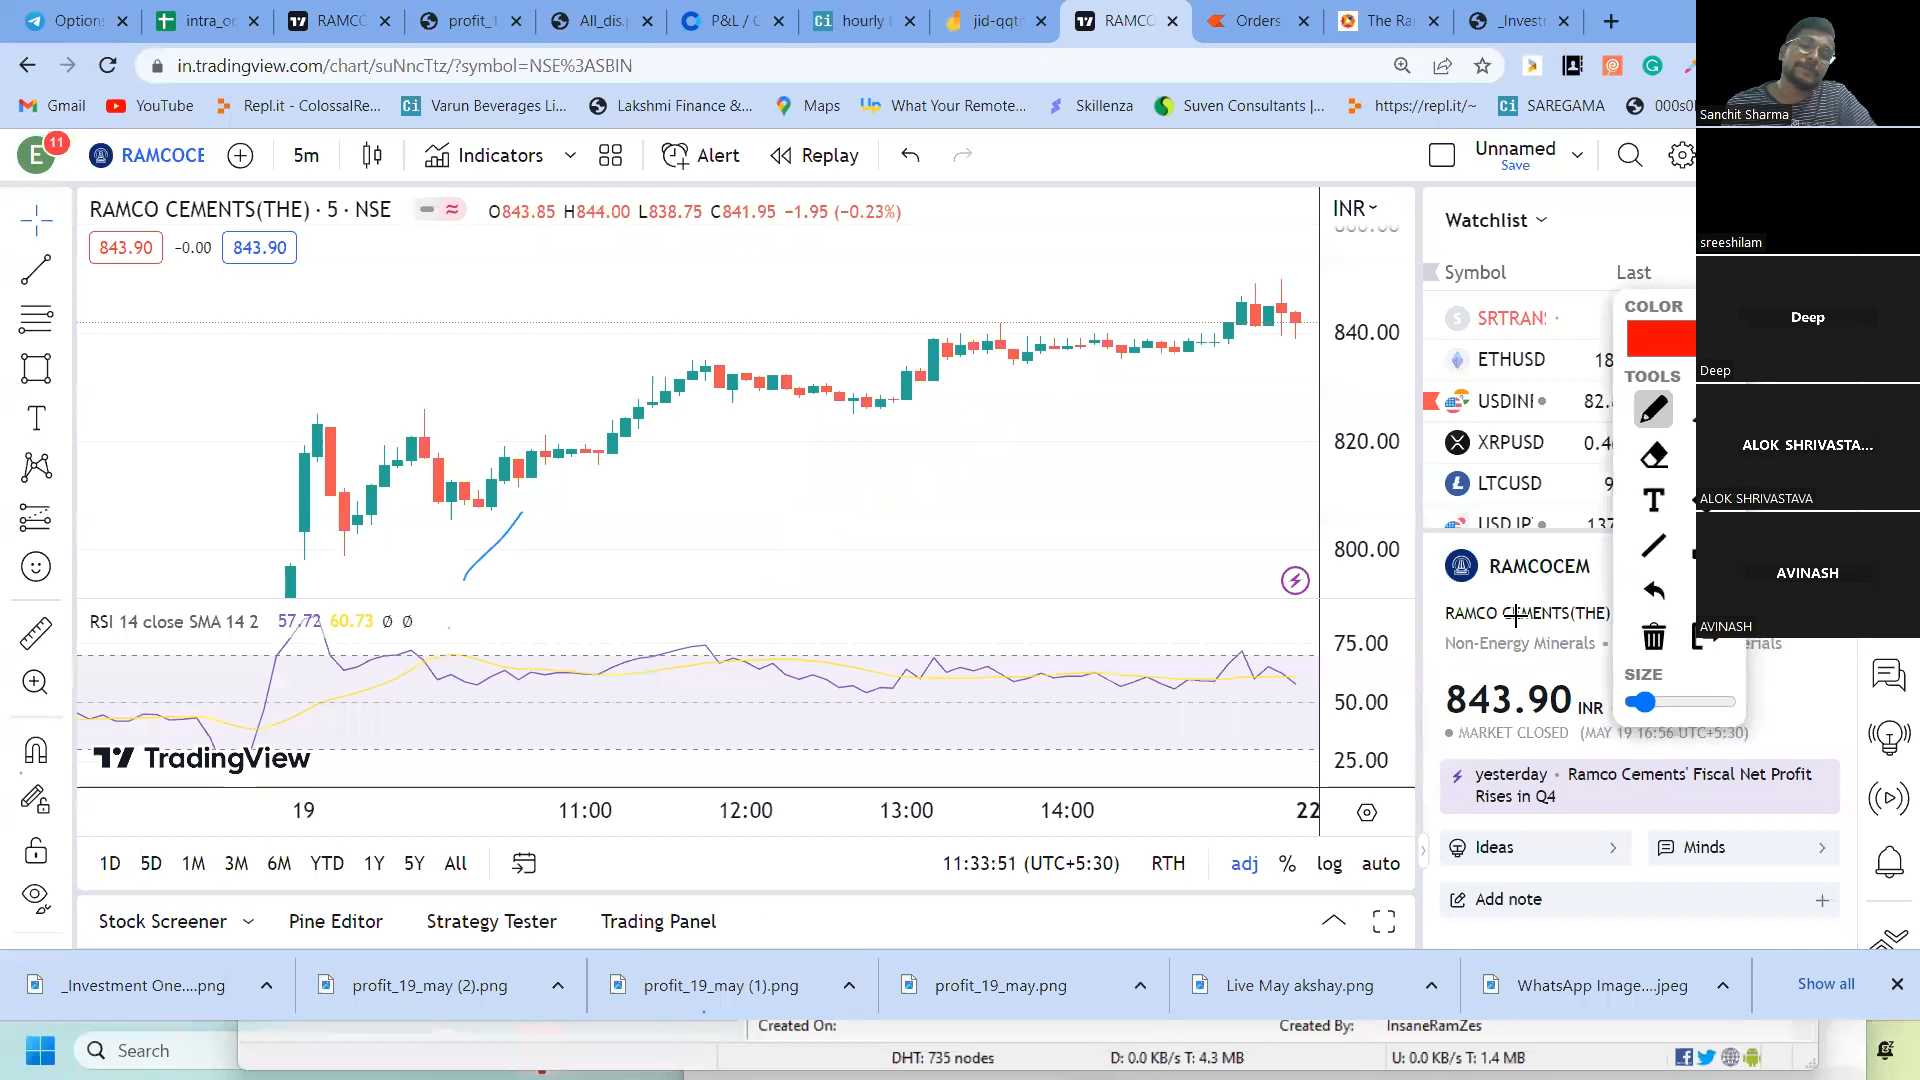 Options
intra_o
RAMCO
profit_1
All_dis.
P&L / C
hourly
jid-qqtr
RAMCO
Orders
The Ra
_Invest
in.tradingview.com/chart/suNncTtz/?symbol=NSE%3ASBIN
Gmail
YouTube
Repl.it - ColossalRe...
Varun Beverages Li...
Lakshmi Finance &...
Maps
What Your Remote...
Skillenza
Suven Consultants |...
https://repl.it/~
SAREGAMA
Sanchit Sharma
E
11
RAMCOCE
5m
Indicators
Alert
Replay
Unnamed
Save
RAMCO CEMENTS(THE) · 5 · NSE
O843.85 H844.00 L838.75 C841.95 −1.95 (−0.23%)
INR
843.90
−0.00
843.90
Watchlist
sreeshilam
Symbol
Last
COLOR
SRTRAN
840.00
TOOLS
ETHUSD
18
Deep
Deep
USDIN
82.
820.00
XRPUSD
0.4
ALOK SHRIVASTA...
LTCUSD
9
ALOK SHRIVASTAVA
800.00
RAMCOCEM
AVINASH
RAMCO CEMENTS(THE)
AVINASH
Non-Energy Minerals
RSI 14 close SMA 14 2 57.72 60.73 Ø Ø
75.00
50.00
25.00
SIZE
843.90 INR
MARKET CLOSED (MAY 19 16:56 UTC+5:30)
TradingView
yesterday • Ramco Cements' Fiscal Net Profit
Rises in Q4
19
11:00
12:00
13:00
14:00
22
Ideas
Minds
1D 5D 1M 3M 6M YTD 1Y 5Y All
11:33:51 (UTC+5:30)
RTH
adj % log auto
Add note
Stock Screener
Pine Editor
Strategy Tester
Trading Panel
_Investment One....png
profit_19_may (2).png
profit_19_may (1).png
profit_19_may.png
Live May akshay.png
WhatsApp Image....jpeg
Show all
Created On:
Created By:
InsaneRamZes
Search
DHT: 735 nodes
D: 0.0 KB/s T: 4.3 MB
U: 0.0 KB/s T: 1.4 MB